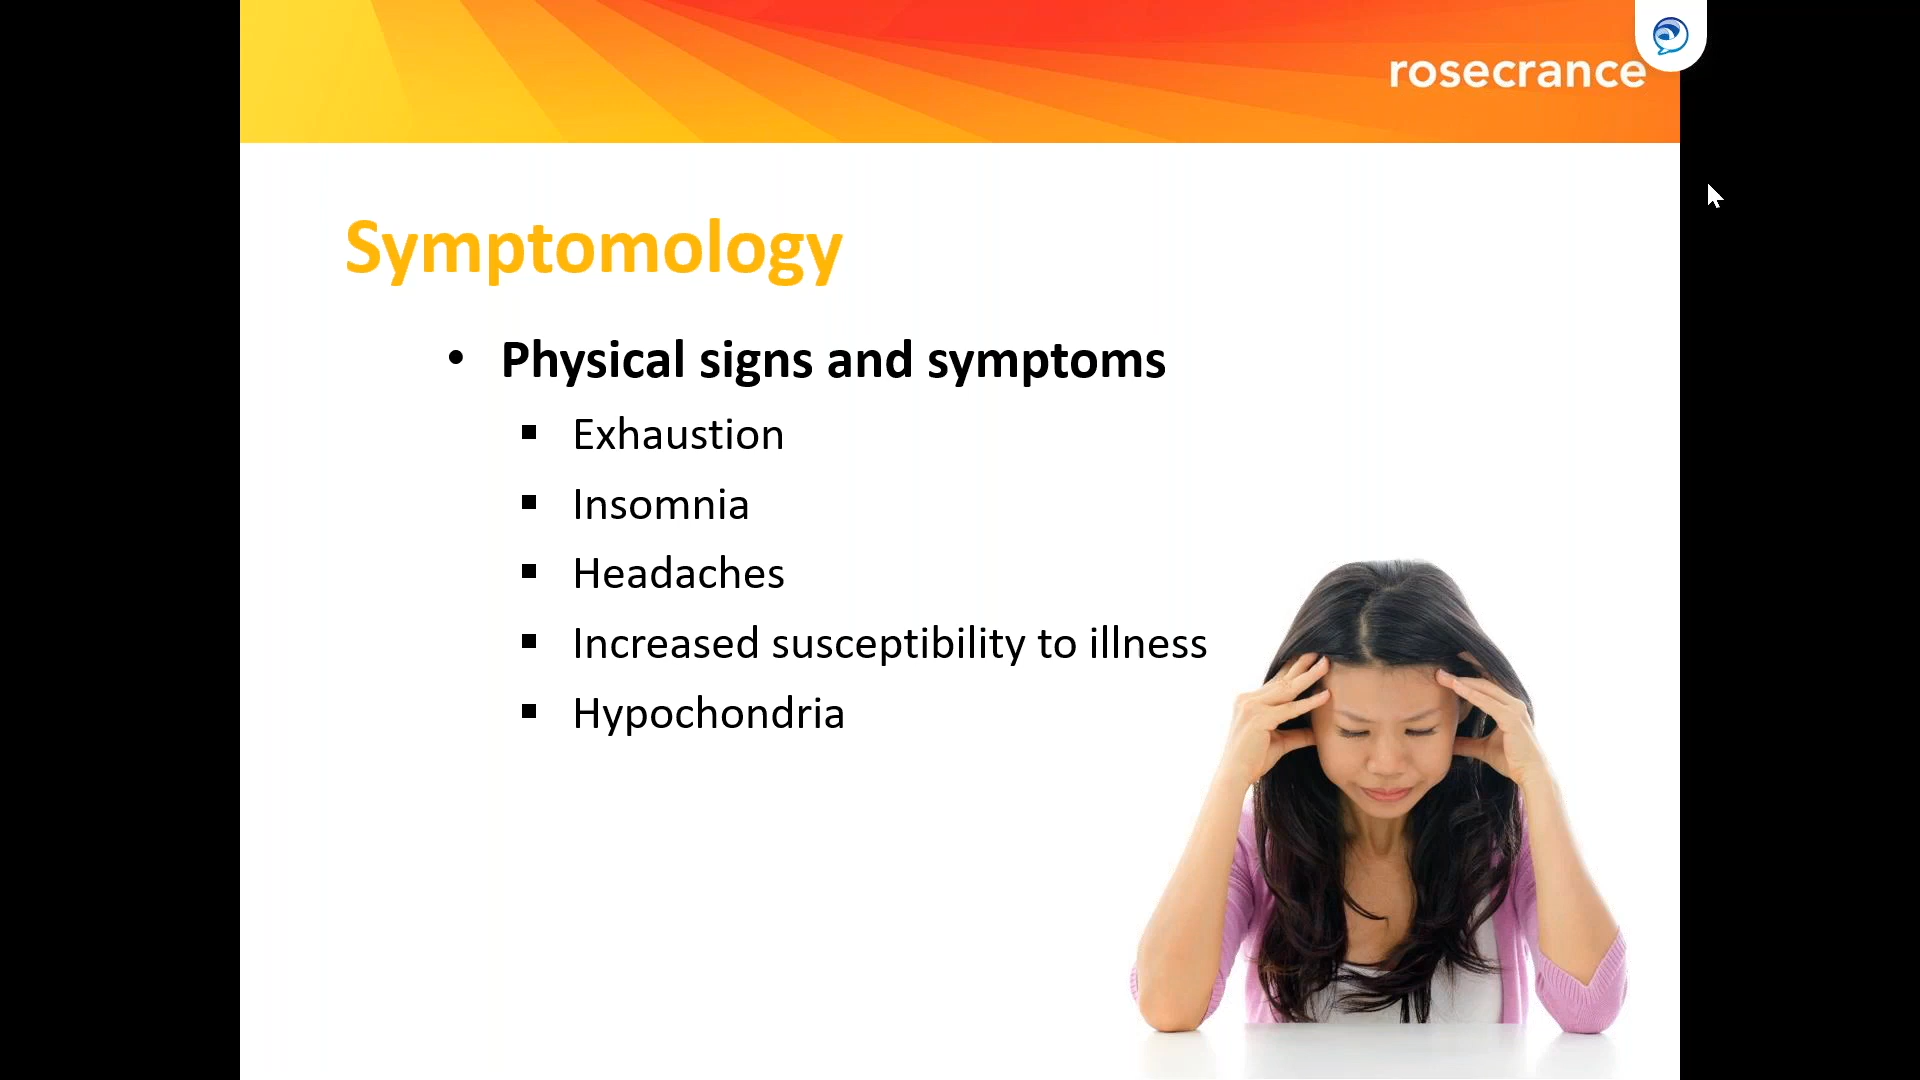 rosecrance
Symptomology
• Physical signs and symptoms
▪ Exhaustion
▪ Insomnia
▪ Headaches
▪ Increased susceptibility to illness
▪ Hypochondria